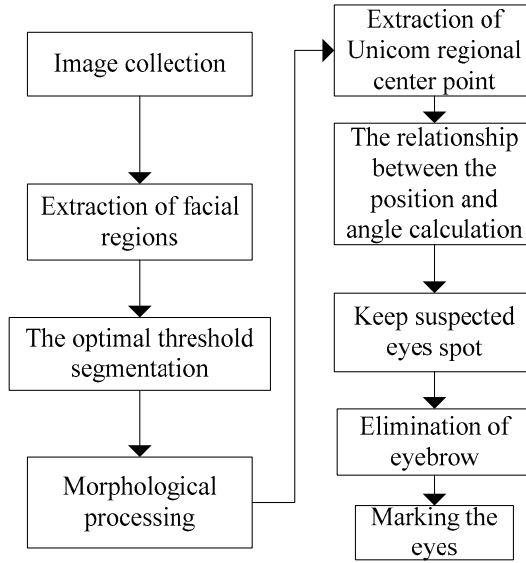 Image collection
Extraction of facial
regions
The optimal threshold
segmentation
Morphological
processing
Extraction of
Unicom regional
center point
The relationship
between the
position and
angle calculation
Keep suspected
eyes spot
Elimination of
eyebrow
Marking the
eyes